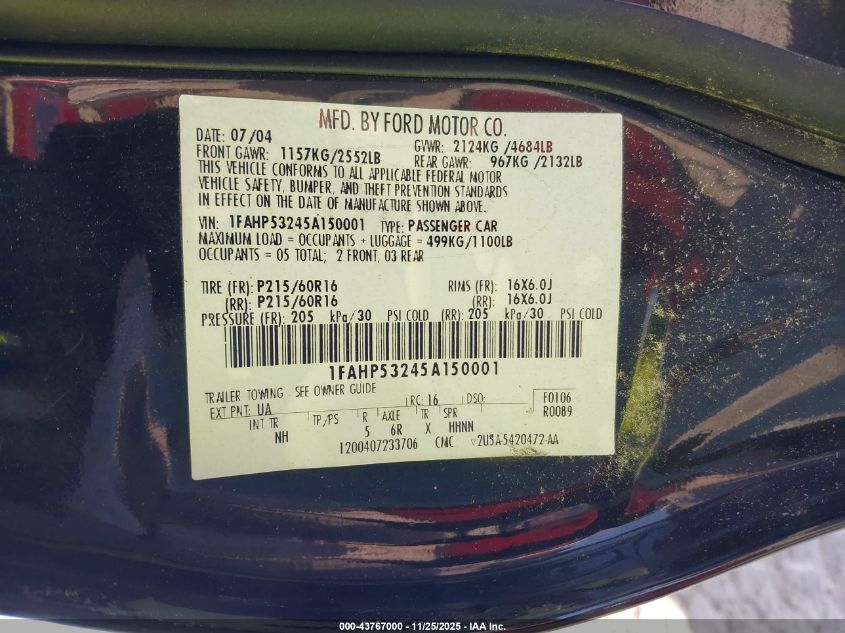 MFD. BY FORD MOTOR CO.
DATE: 07/04 GVWR: 2124KG /4684LB
FRONT GAWR: 1157KG/2552LB REAR GAWR: 967KG /2132LB
THIS VEHICLE CONFORMS TO ALL APPLICABLE FEDERAL MOTOR
VEHICLE SAFETY, BUMPER, AND THEFT PREVENTION STANDARDS
IN EFFECT ON THE DATE OF MANUFACTURE SHOWN ABOVE.
VIN: 1FAHP53245A150001 TYPE: PASSENGER CAR
MAXIMUM LOAD = OCCUPANTS + LUGGAGE = 499KG/1100LB
OCCUPANTS = 05 TOTAL; 2 FRONT, 03 REAR
TIRE (FR): P215/60R16 RIMS (FR): 16X6.0J
(RR): P215/60R16 (RR): 16X6.0J
PRESSURE (FR): 205 kPa/30 PSI COLD (RR): 205 kPa/30 PSI COLD
1FAHP53245A150001
TRAILER TOWING - SEE OWNER GUIDE
EXT PNT: UA RC: 16 DSO: F0106
INT TR TP/PS R AXLE TR SPR R0089
NH 5 6R X HHNN
1200407233706 CMC 2U5A-5420472-AA
000-43767000 - 11/25/2025 - IAA Inc.